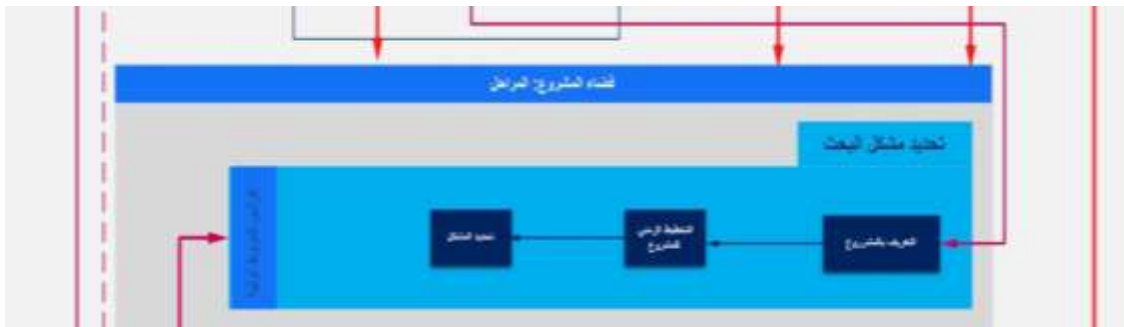 فضاء المشروع: المراحل
تحديد مشكل البحث
التعريف بالمشروع
التخطيط الزمني
للمشروع
تحديد المشكل